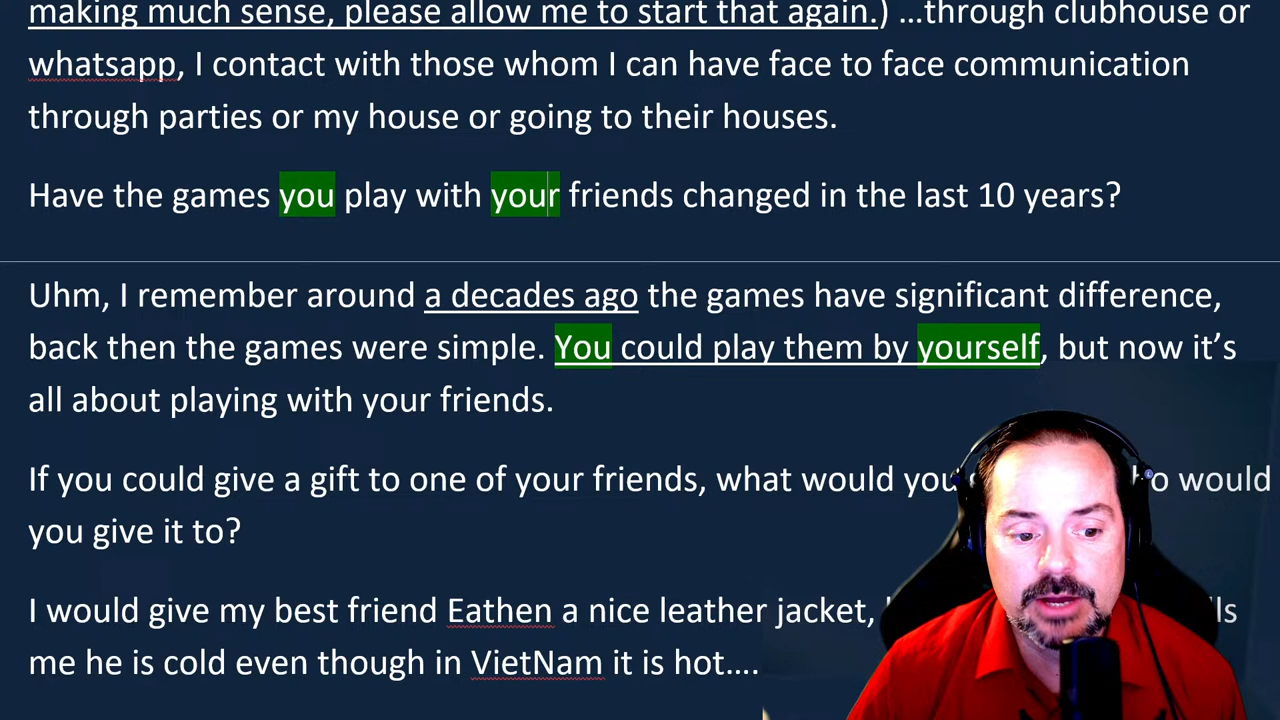 making much sense, please allow me to start that again.) …through clubhouse or
whatsapp, I contact with those whom I can have face to face communication
through parties or my house or going to their houses.
Have the games you play with your friends changed in the last 10 years?
Uhm, I remember around a decades ago the games have significant difference,
back then the games were simple. You could play them by yourself, but now it’s
all about playing with your friends.
If you could give a gift to one of your friends, what would you would
you give it to?
I would give my best friend Eathen a nice leather jacket,
me he is cold even though in VietNam it is hot….